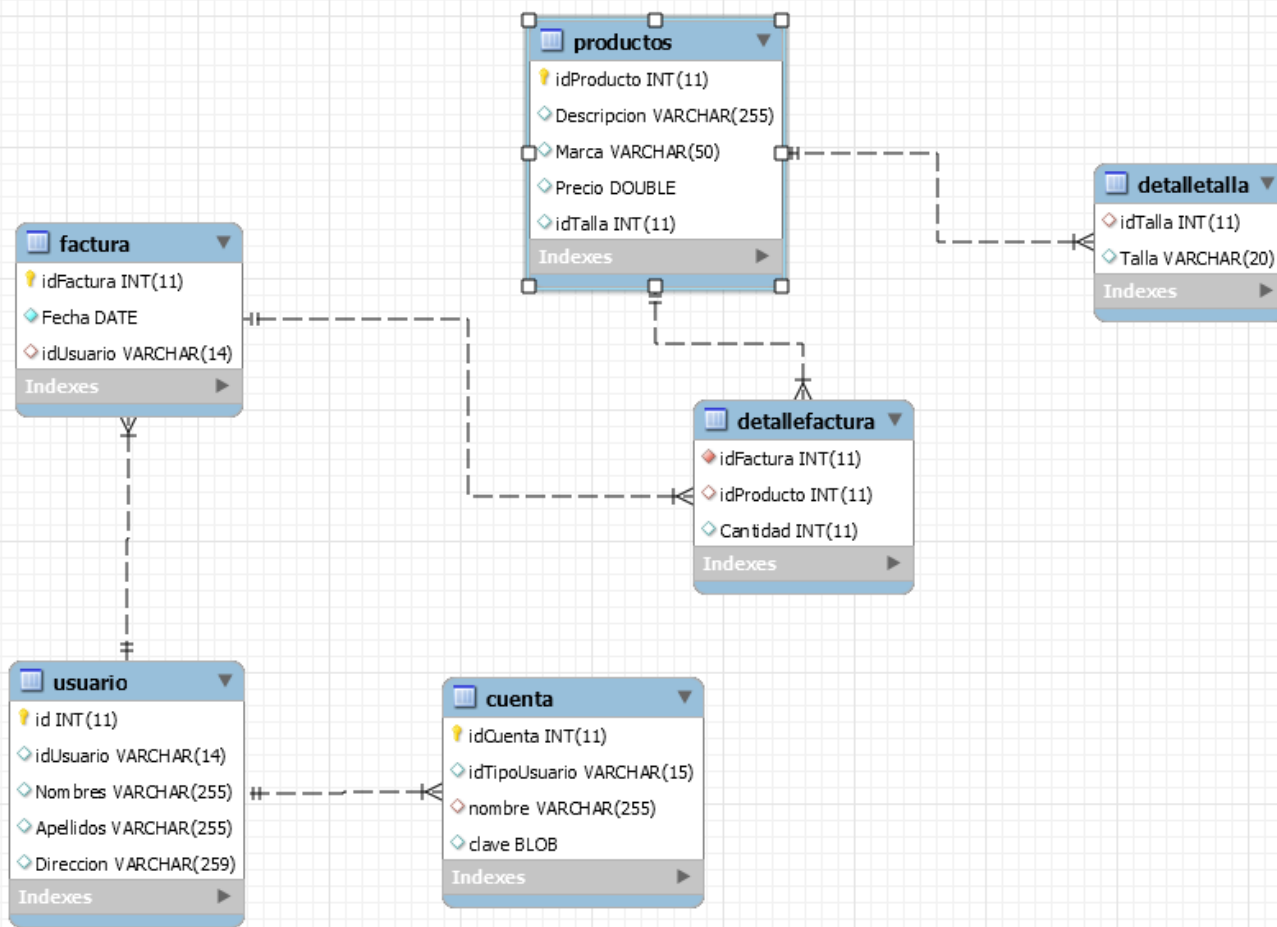 productos
idProducto INT(11)
Descripcion VARCHAR(255)
Marca VARCHAR(50)
Precio DOUBLE
idTalla INT(11)
Indexes
detalletalla
idTalla INT(11)
Talla VARCHAR(20)
Indexes
factura
idFactura INT(11)
Fecha DATE
idUsuario VARCHAR(14)
Indexes
detallefactura
idFactura INT(11)
idProducto INT(11)
Cantidad INT(11)
Indexes
usuario
id INT(11)
idUsuario VARCHAR(14)
Nombres VARCHAR(255)
Apellidos VARCHAR(255)
Direccion VARCHAR(259)
Indexes
cuenta
idCuenta INT(11)
idTipoUsuario VARCHAR(15)
nombre VARCHAR(255)
clave BLOB
Indexes